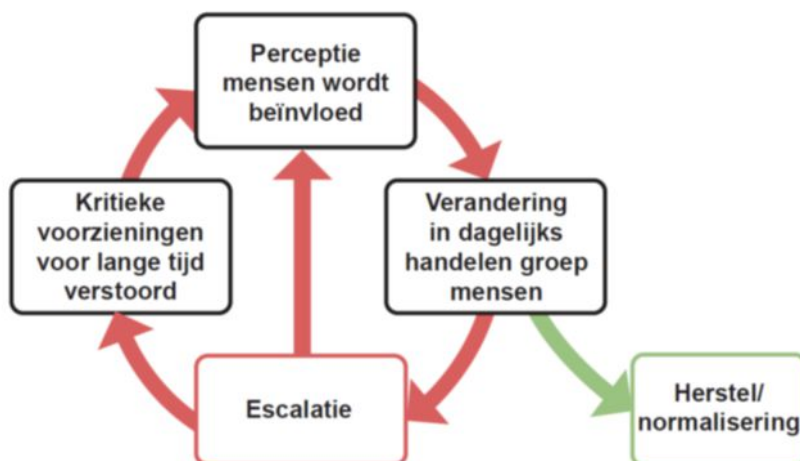 Perceptie
mensen wordt
beïnvloed
Kritieke
voorzieningen
voor lange tijd
verstoord
Verandering
in dagelijks
handelen groep
mensen
Escalatie
Herstel/
normalisering